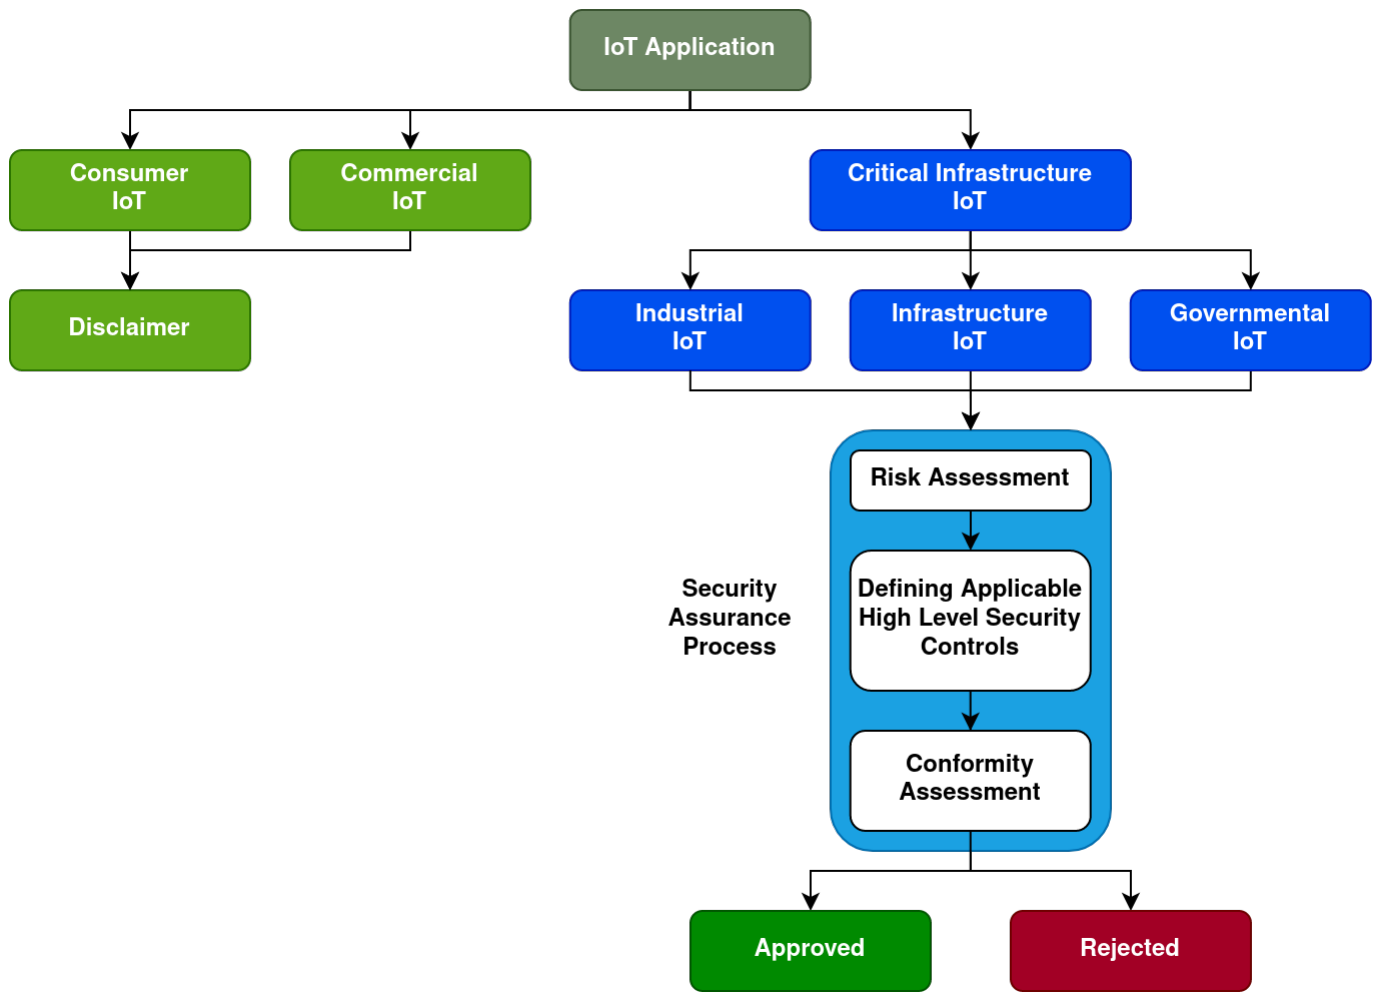 IoT Application
Consumer
IoT
Commercial
IoT
Critical Infrastructure
IoT
Disclaimer
Industrial
IoT
Infrastructure
IoT
Governmental
IoT
Risk Assessment
Security
Assurance
Process
Defining Applicable
High Level Security
Controls
Conformity
Assessment
Approved
Rejected